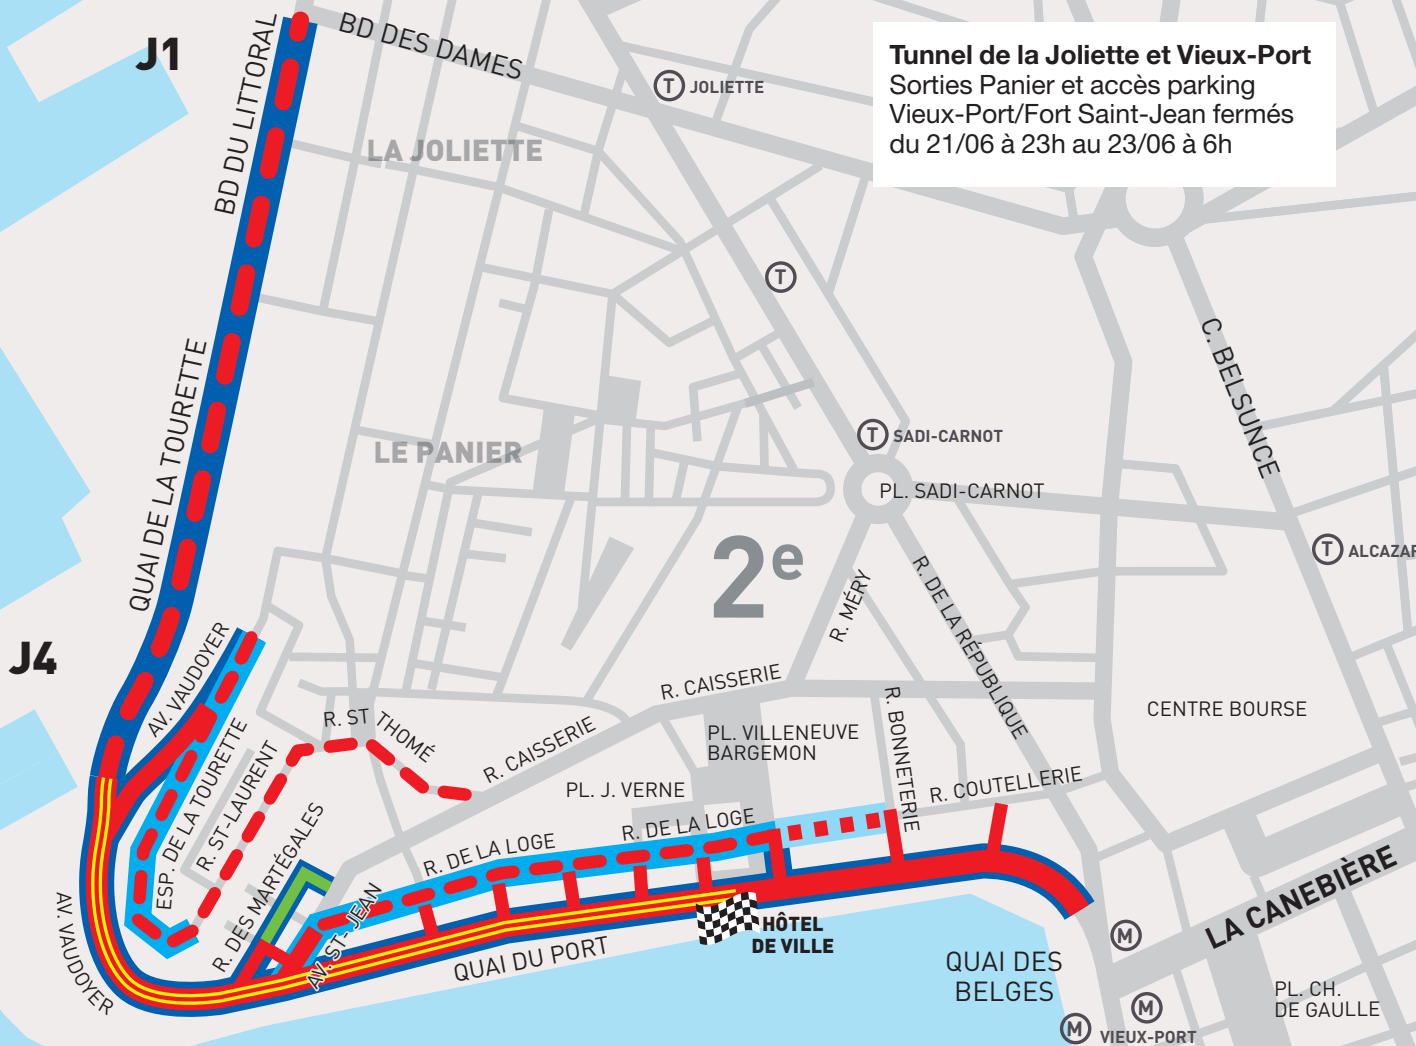 J1
BD DU LITTORAL
BD DES DAMES
Tunnel de la Joliette et Vieux-Port
Sorties Panier et accès parking
Vieux-Port/Fort Saint-Jean fermés
du 21/06 à 23h au 23/06 à 6h
T JOLIETTE
LA JOLIETTE
T
C. BELSUNCE
QUAI DE LA TOURETTE
LE PANIER
T SADI-CARNOT
PL. SADI-CARNOT
2e
T ALCAZAR
R. MÉRY
R. DE LA RÉPUBLIQUE
J4
AV. VAUDOYER
R. CAISSERIE
R. ST THOMÉ
R. CAISSERIE
PL. VILLENEUVE
BARGEMON
R. BONNETERIE
CENTRE BOURSE
ESP. DE LA TOURETTE
R. ST-LAURENT
PL. J. VERNE
R. COUTELLERIE
R. DES MARTÉGALES
R. DE LA LOGE
R. DE LA LOGE
AV. VAUDOYER
AV. ST-JEAN
HÔTEL
DE VILLE
QUAI DU PORT
QUAI DES
BELGES
M
LA CANEBIÈRE
M
M VIEUX-PORT
PL. CH.
DE GAULLE